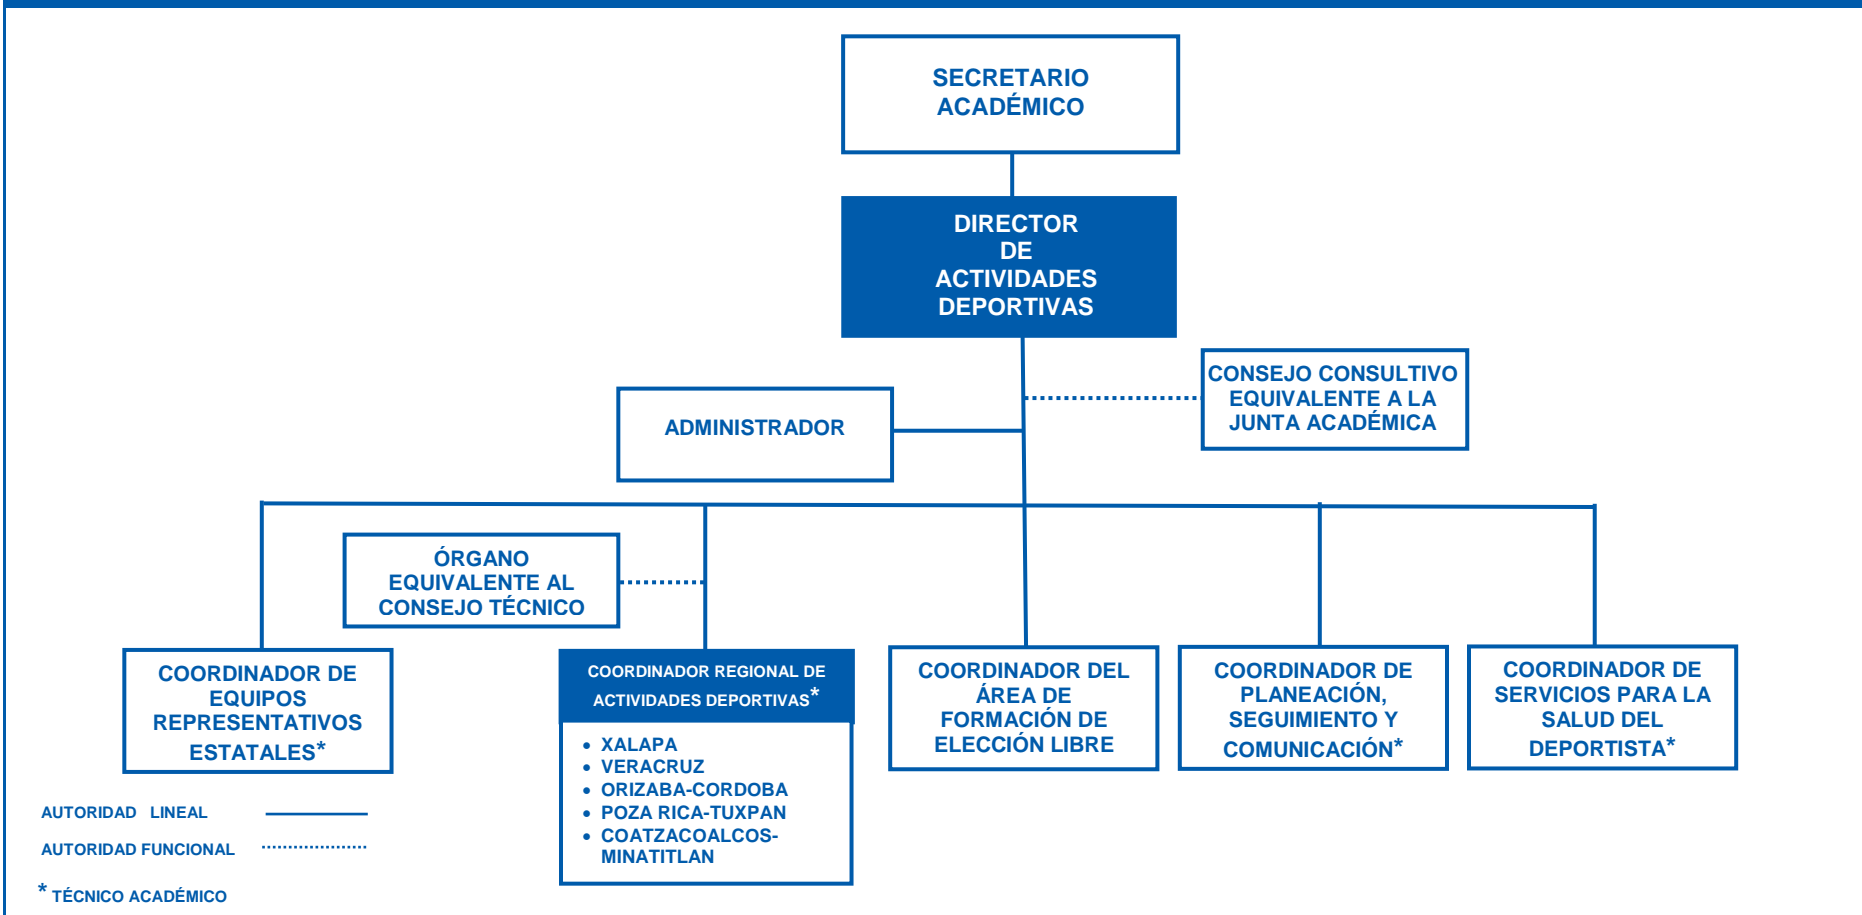 SECRETARIO
ACADÉMICO
DIRECTOR
DE
ACTIVIDADES
DEPORTIVAS
CONSEJO CONSULTIVO
EQUIVALENTE A LA
JUNTA ACADÉMICA
ADMINISTRADOR
ÓRGANO
EQUIVALENTE AL
CONSEJO TÉCNICO
COORDINADOR DE
EQUIPOS
REPRESENTATIVOS
ESTATALES*
COORDINADOR REGIONAL DE
ACTIVIDADES DEPORTIVAS*
• XALAPA
• VERACRUZ
• ORIZABA-CORDOBA
• POZA RICA-TUXPAN
• COATZACOALCOS-
MINATITLAN
COORDINADOR DEL
ÁREA DE
FORMACIÓN DE
ELECCIÓN LIBRE
COORDINADOR DE
PLANEACIÓN,
SEGUIMIENTO Y
COMUNICACIÓN*
COORDINADOR DE
SERVICIOS PARA LA
SALUD DEL
DEPORTISTA*
AUTORIDAD LINEAL
AUTORIDAD FUNCIONAL
* TÉCNICO ACADÉMICO